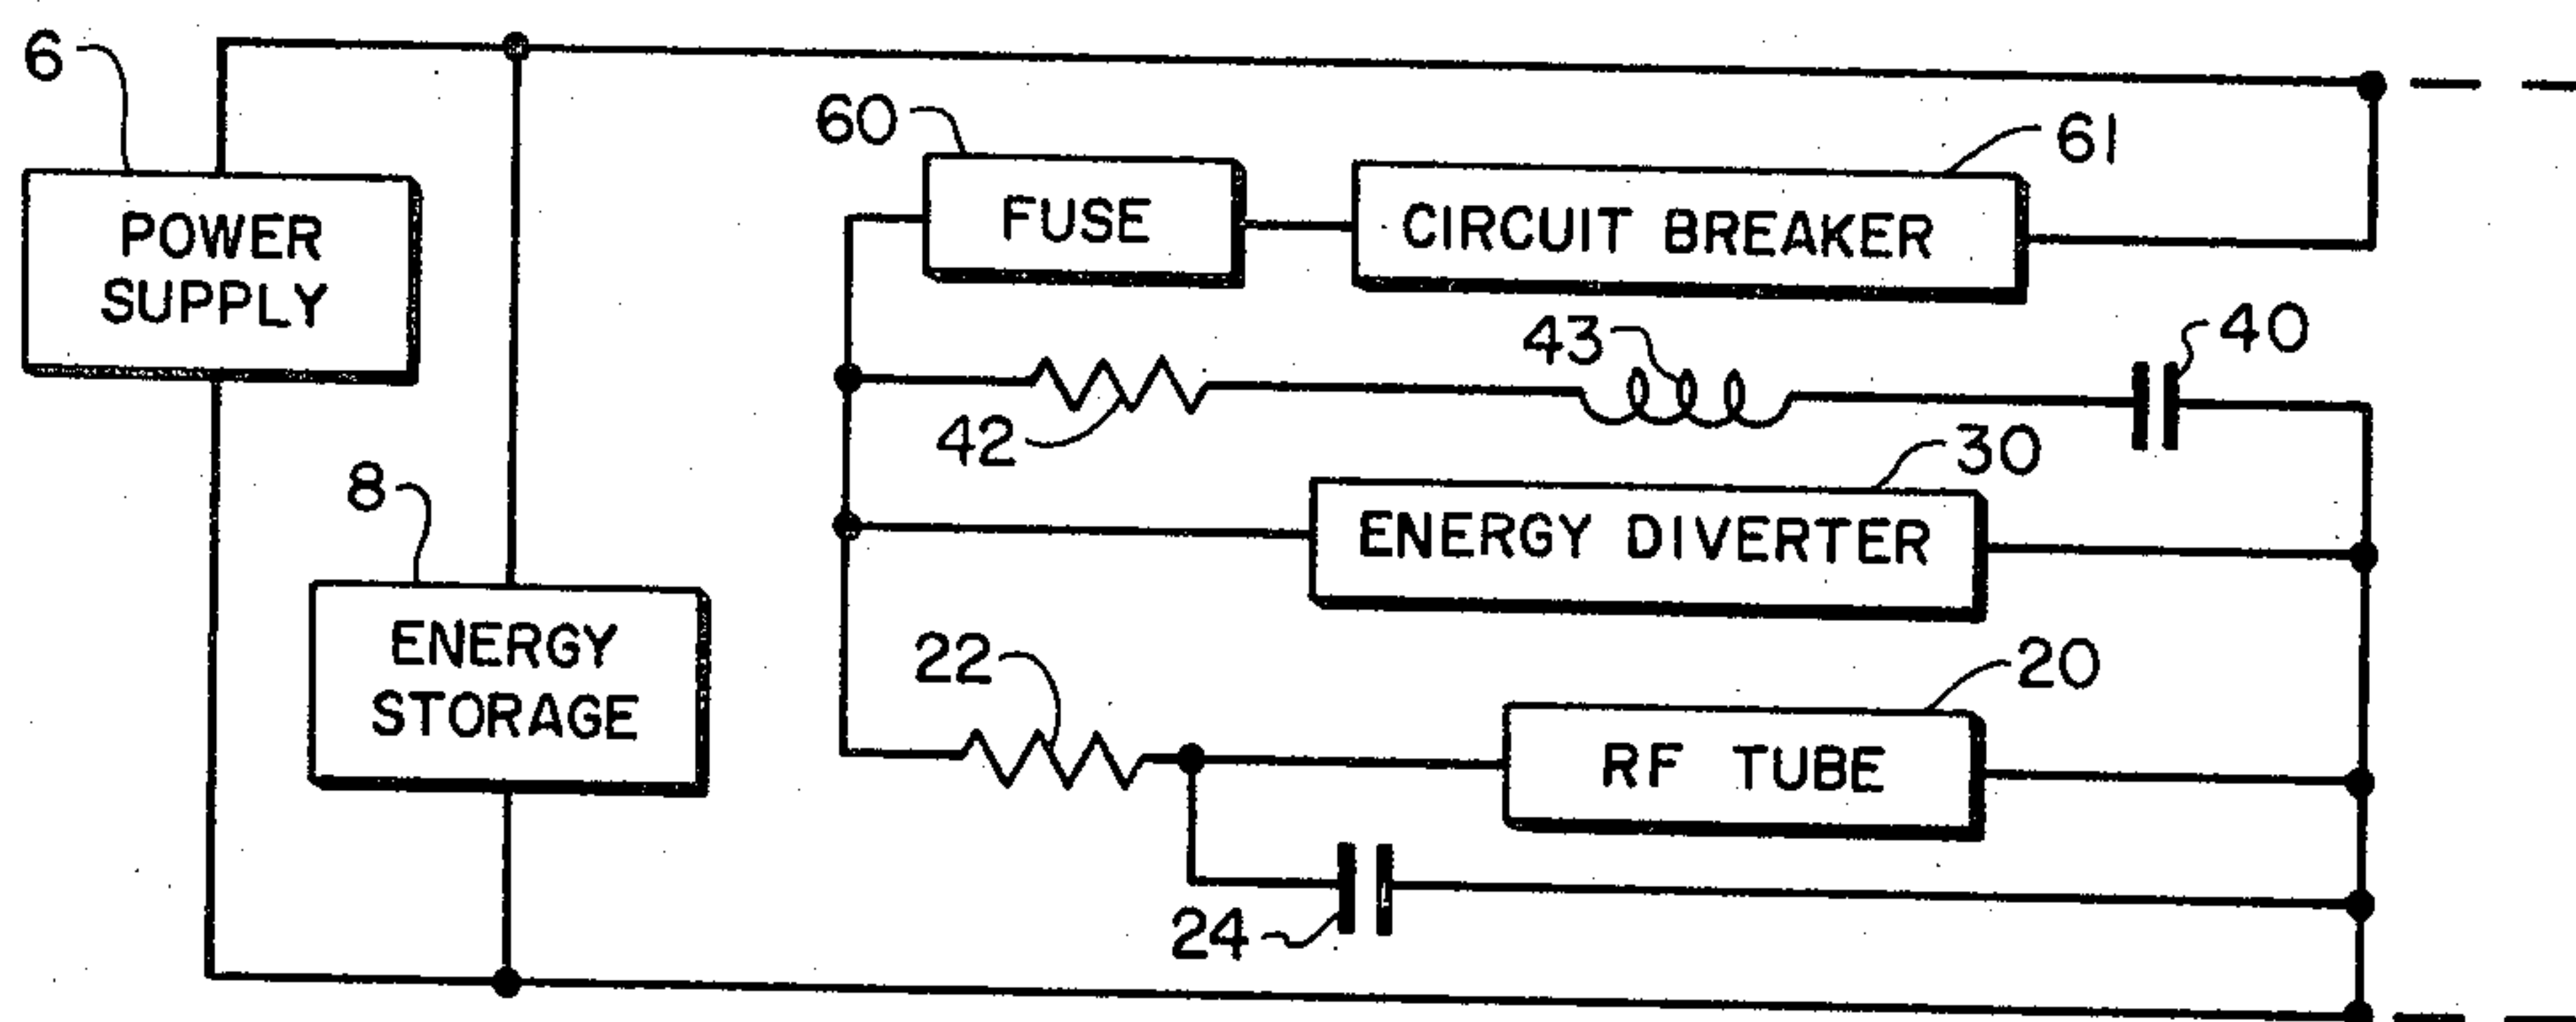 6
60
61
POWER
SUPPLY
FUSE
CIRCUIT BREAKER
43
40
42
30
8
ENERGY DIVERTER
ENERGY
STORAGE
22
20
RF TUBE
24